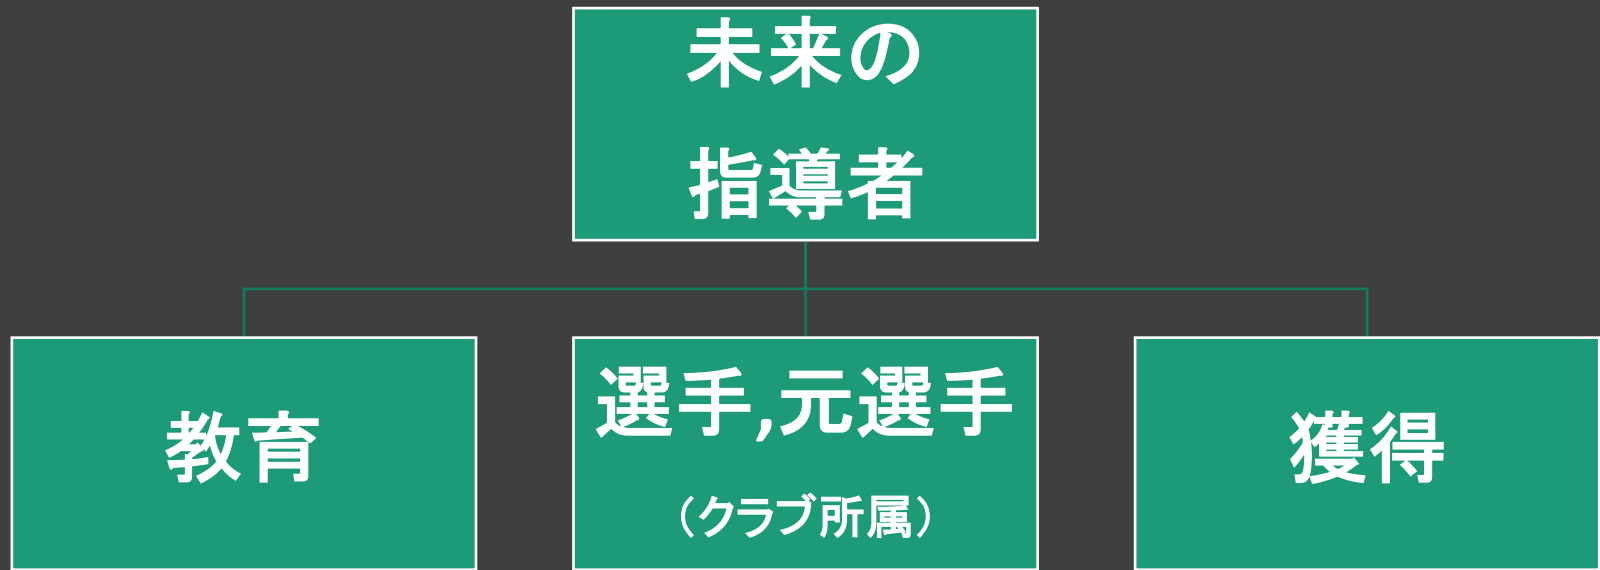 未来の
指導者
教育
選手,元選手
（クラブ所属）
獲得